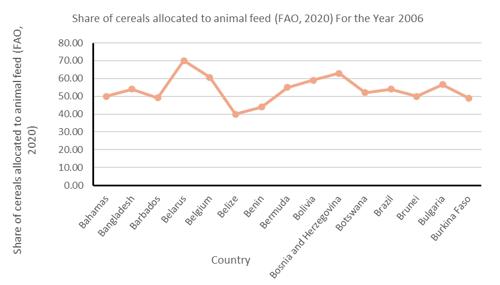 Share of cereals allocated to animal feed (FAO, 2020) For the Year 2006
Share of cereals allocated to animal feed (FAO,
2020)
80.00
70.00
60.00
50.00
40.00
30.00
20.00
10.00
0.00
Bahamas
Bangladesh
Barbados
Belarus
Belgium
Belize
Benin
Bermuda
Bolivia
Bosnia and Herzegovina
Botswana
Brazil
Brunei
Bulgaria
Burkina Faso
Country